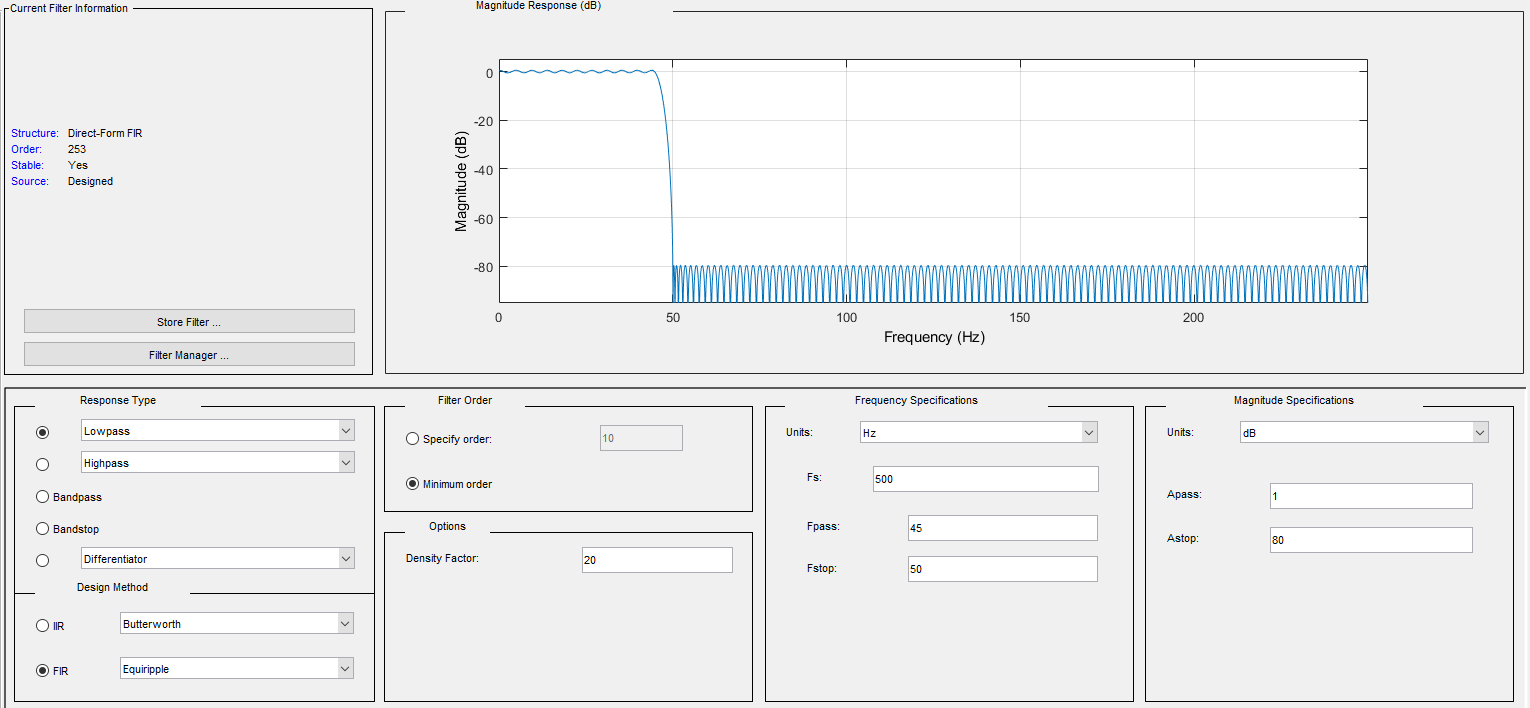 Current Filter Information
Structure: Direct-Form FIR
Order: 253
Stable: Yes
Source: Designed
Store Filter ...
Filter Manager ...
Magnitude Response (dB)
Magnitude (dB)
0
-20
-40
-60
-80
0 50 100 150 200
Frequency (Hz)
Response Type
Lowpass
Highpass
Bandpass
Bandstop
Differentiator
Design Method
IIR Butterworth
FIR Equiripple
Filter Order
Specify order: 10
Minimum order
Options
Density Factor: 20
Frequency Specifications
Units: Hz
Fs: 500
Fpass: 45
Fstop: 50
Magnitude Specifications
Units: dB
Apass: 1
Astop: 80